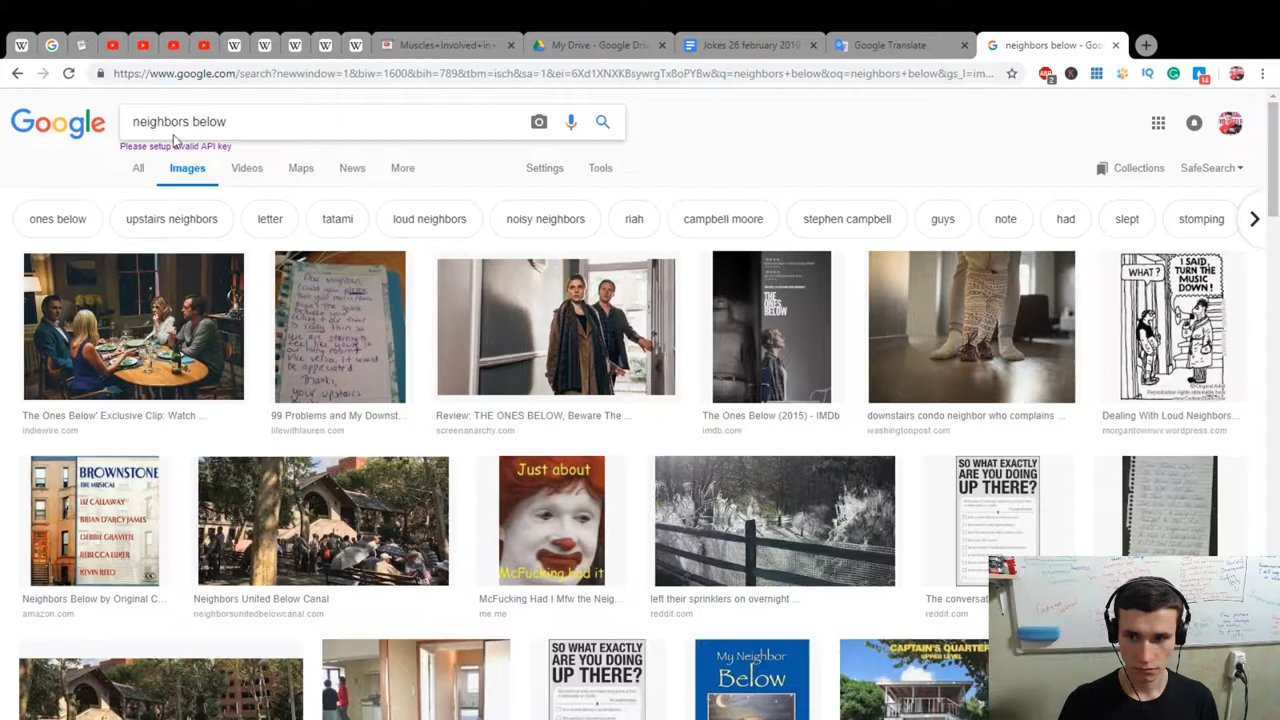 Muscles+Involved+in+
My Drive - Google Dri
Jokes 26 february 2019
Google Translate
neighbors below - Goo
https://www.google.com/search?newwindow=1&biw=1600&bih=789&tbm=isch&sa=1&ei=6Xd1XNXKBsywrgTx8oPYBw&q=neighbors+below&oq=neighbors+below&gs_l=im...
2
IQ
14
Google
neighbors below
Please setup valid API key
All
Images
Videos
Maps
News
More
Settings
Tools
Collections
SafeSearch
ones below
upstairs neighbors
letter
tatami
loud neighbors
noisy neighbors
riah
campbell moore
stephen campbell
guys
note
had
slept
stomping
THE ONES BELOW
WHAT?
I SAID, TURN THE MUSIC DOWN!
The Ones Below' Exclusive Clip: Watch ...
indiewire.com
99 Problems and My Downst...
lifewithlauren.com
Review: THE ONES BELOW, Beware The ...
screenanarchy.com
The Ones Below (2015) - IMDb
imdb.com
downstairs condo neighbor who complains ...
washingtonpost.com
Dealing With Loud Neighbors...
morgantownwv.wordpress.com
BROWNSTONE
THE MUSICAL
LIZ CALLAWAY
BRIAN D'ARCY JAMES
DEBBIE GRAVITTE
REBECCA LUKER
KEVIN REED
Just about
McFucking Had it
SO WHAT EXACTLY
ARE YOU DOING
UP THERE?
Neighbors Below by Original C...
amazon.com
Neighbors United Below Canal
neighborsunitedbelowcanal.com
McFucking Had I Mfw the Neig...
me.me
left their sprinklers on overnight ...
reddit.com
The conversat
reddit.com
SO WHAT EXACTLY
ARE YOU DOING
UP THERE?
My Neighbor
Below
CAPTAIN'S QUARTER
UPPER LEVEL